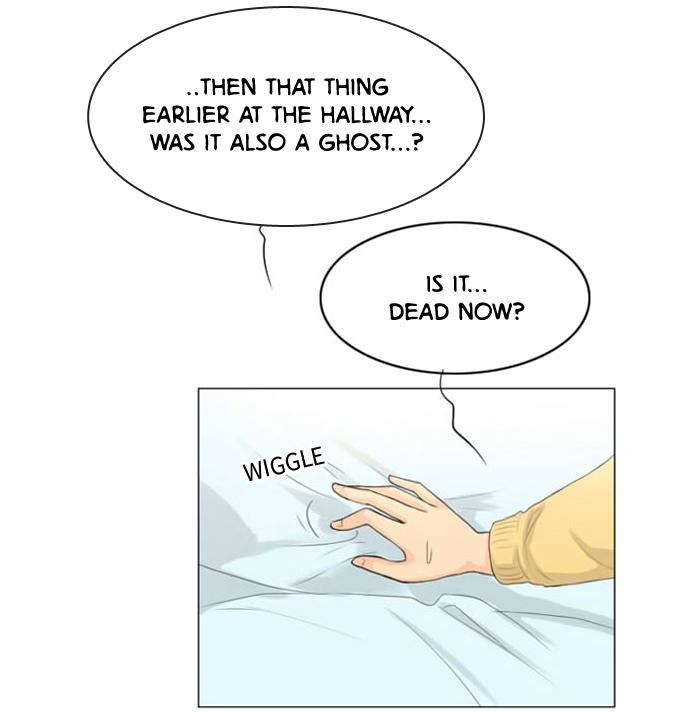 ..THEN THAT THING
EARLIER AT THE HALLWAY...
WAS IT ALSO A GHOST...?
IS IT...
DEAD NOW?
WIGGLE